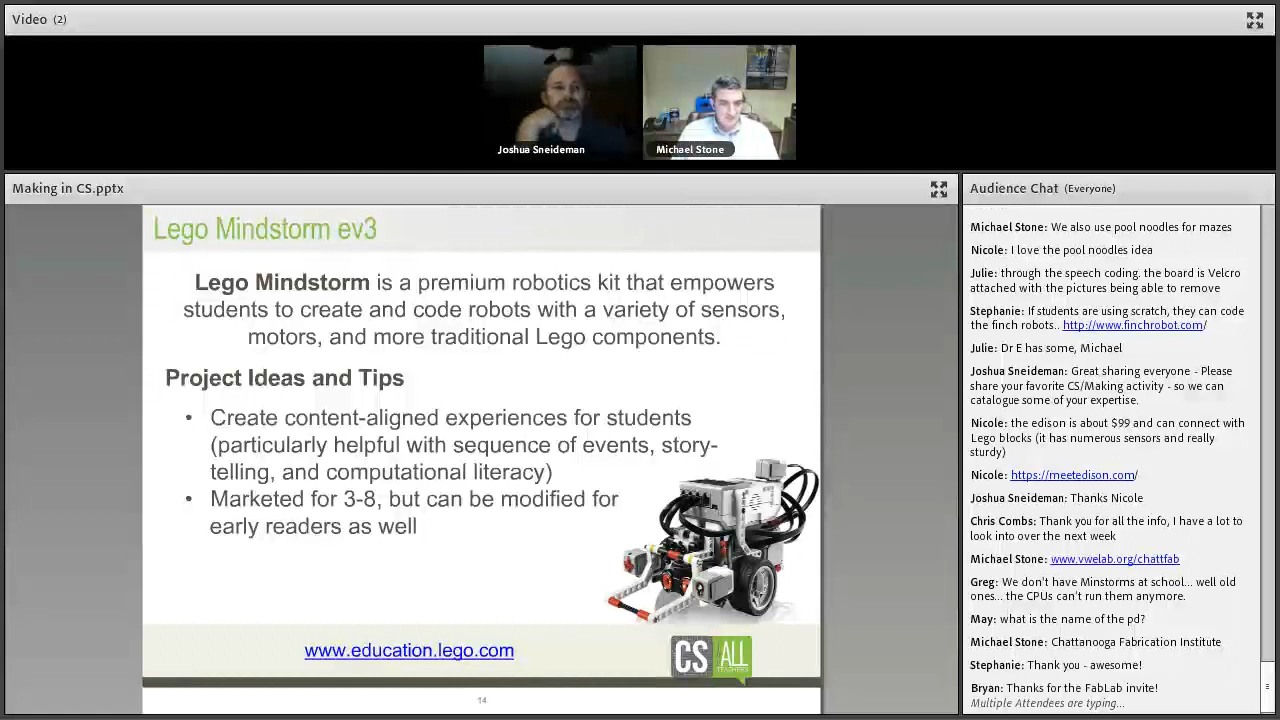 Video (2)
Joshua Sneideman
Michael Stone
Making in CS.pptx
Lego Mindstorm ev3
Lego Mindstorm is a premium robotics kit that empowers
students to create and code robots with a variety of sensors,
motors, and more traditional Lego components.
Project Ideas and Tips
• Create content-aligned experiences for students
(particularly helpful with sequence of events, story-
telling, and computational literacy)
• Marketed for 3-8, but can be modified for
early readers as well
www.education.lego.com
CS ALL
TEACHERS
14
Audience Chat (Everyone)
Michael Stone: We also use pool noodles for mazes
Nicole: I love the pool noodles idea
Julie: through the speech coding. the board is Velcro
attached with the pictures being able to remove
Stephanie: If students are using scratch, they can code
the finch robots.. http://www.finchrobot.com/
Julie: Dr E has some, Michael
Joshua Sneideman: Great sharing everyone - Please
share your favorite CS/Making activity - so we can
catalogue some of your expertise.
Nicole: the edison is about $99 and can connect with
Lego blocks (it has numerous sensors and really
sturdy)
Nicole: https://meetedison.com/
Joshua Sneideman: Thanks Nicole
Chris Combs: Thank you for all the info, I have a lot to
look into over the next week
Michael Stone: www.vwelab.org/chattfab
Greg: We don't have Minstorms at school... well old
ones... the CPUs can't run them anymore.
May: what is the name of the pd?
Michael Stone: Chattanooga Fabrication Institute
Stephanie: Thank you - awesome!
Bryan: Thanks for the FabLab invite!
Multiple Attendees are typing...